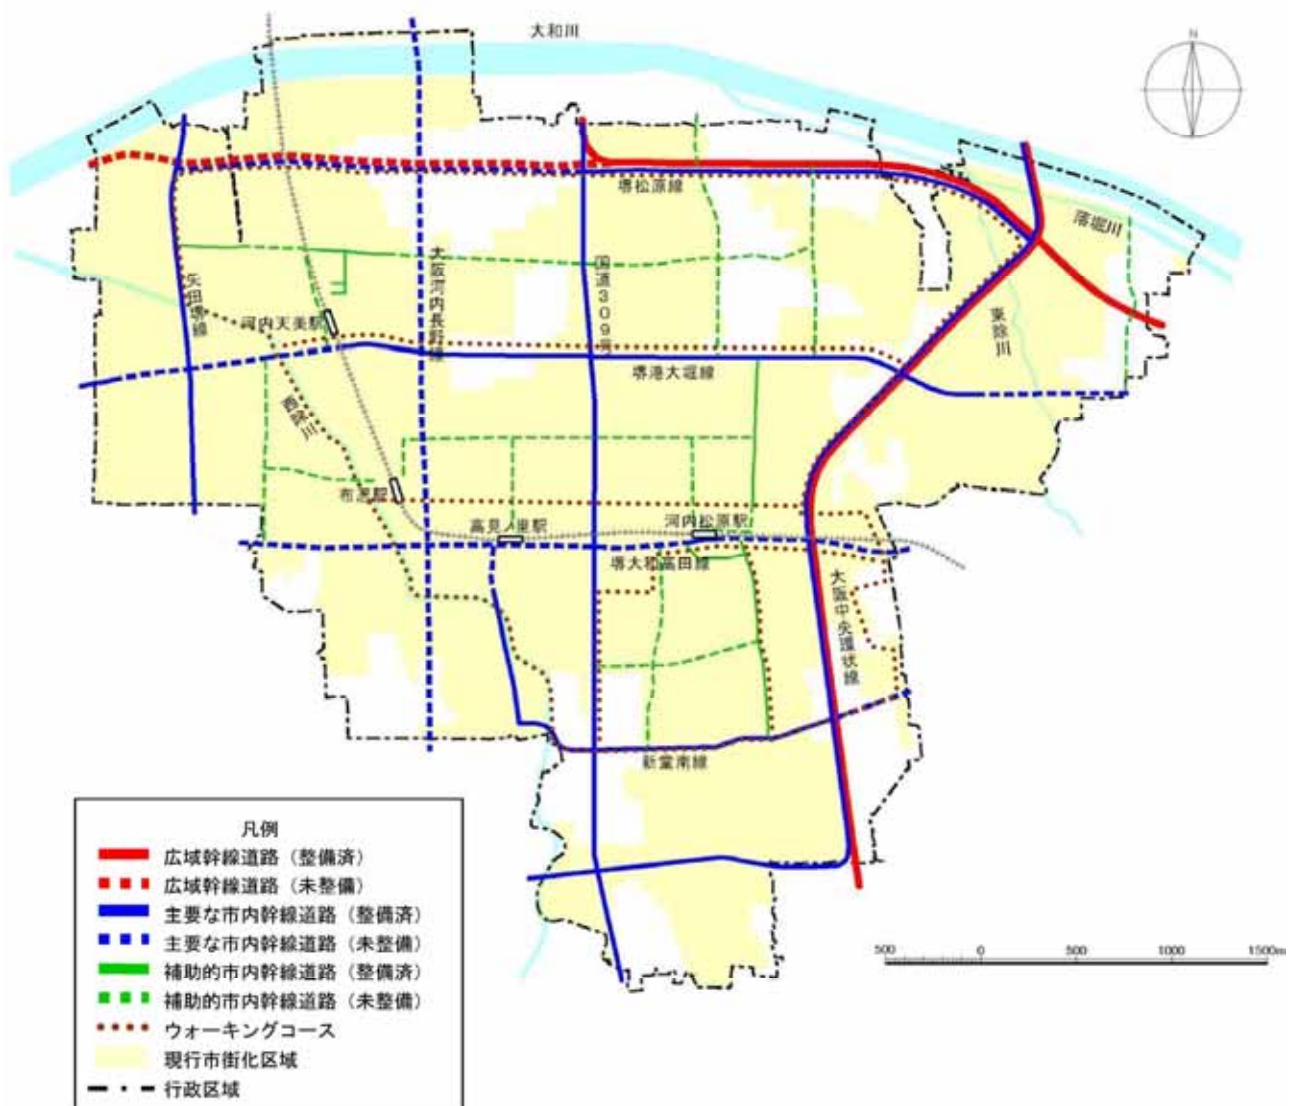 大和川
N
堺松原線
落堀川
矢田堺線
大阪河内長野線
国道309号
東除川
河内天美駅
堺港大堀線
西除川
布忍駅
高見ノ里駅
河内松原駅
堺大和高田線
大阪中央環状線
新堂南線
凡例
広域幹線道路（整備済）
広域幹線道路（未整備）
主要な市内幹線道路（整備済）
主要な市内幹線道路（未整備）
補助的市内幹線道路（整備済）
補助的市内幹線道路（未整備）
ウォーキングコース
現行市街化区域
行政区域
500 0 500 1000 1500m